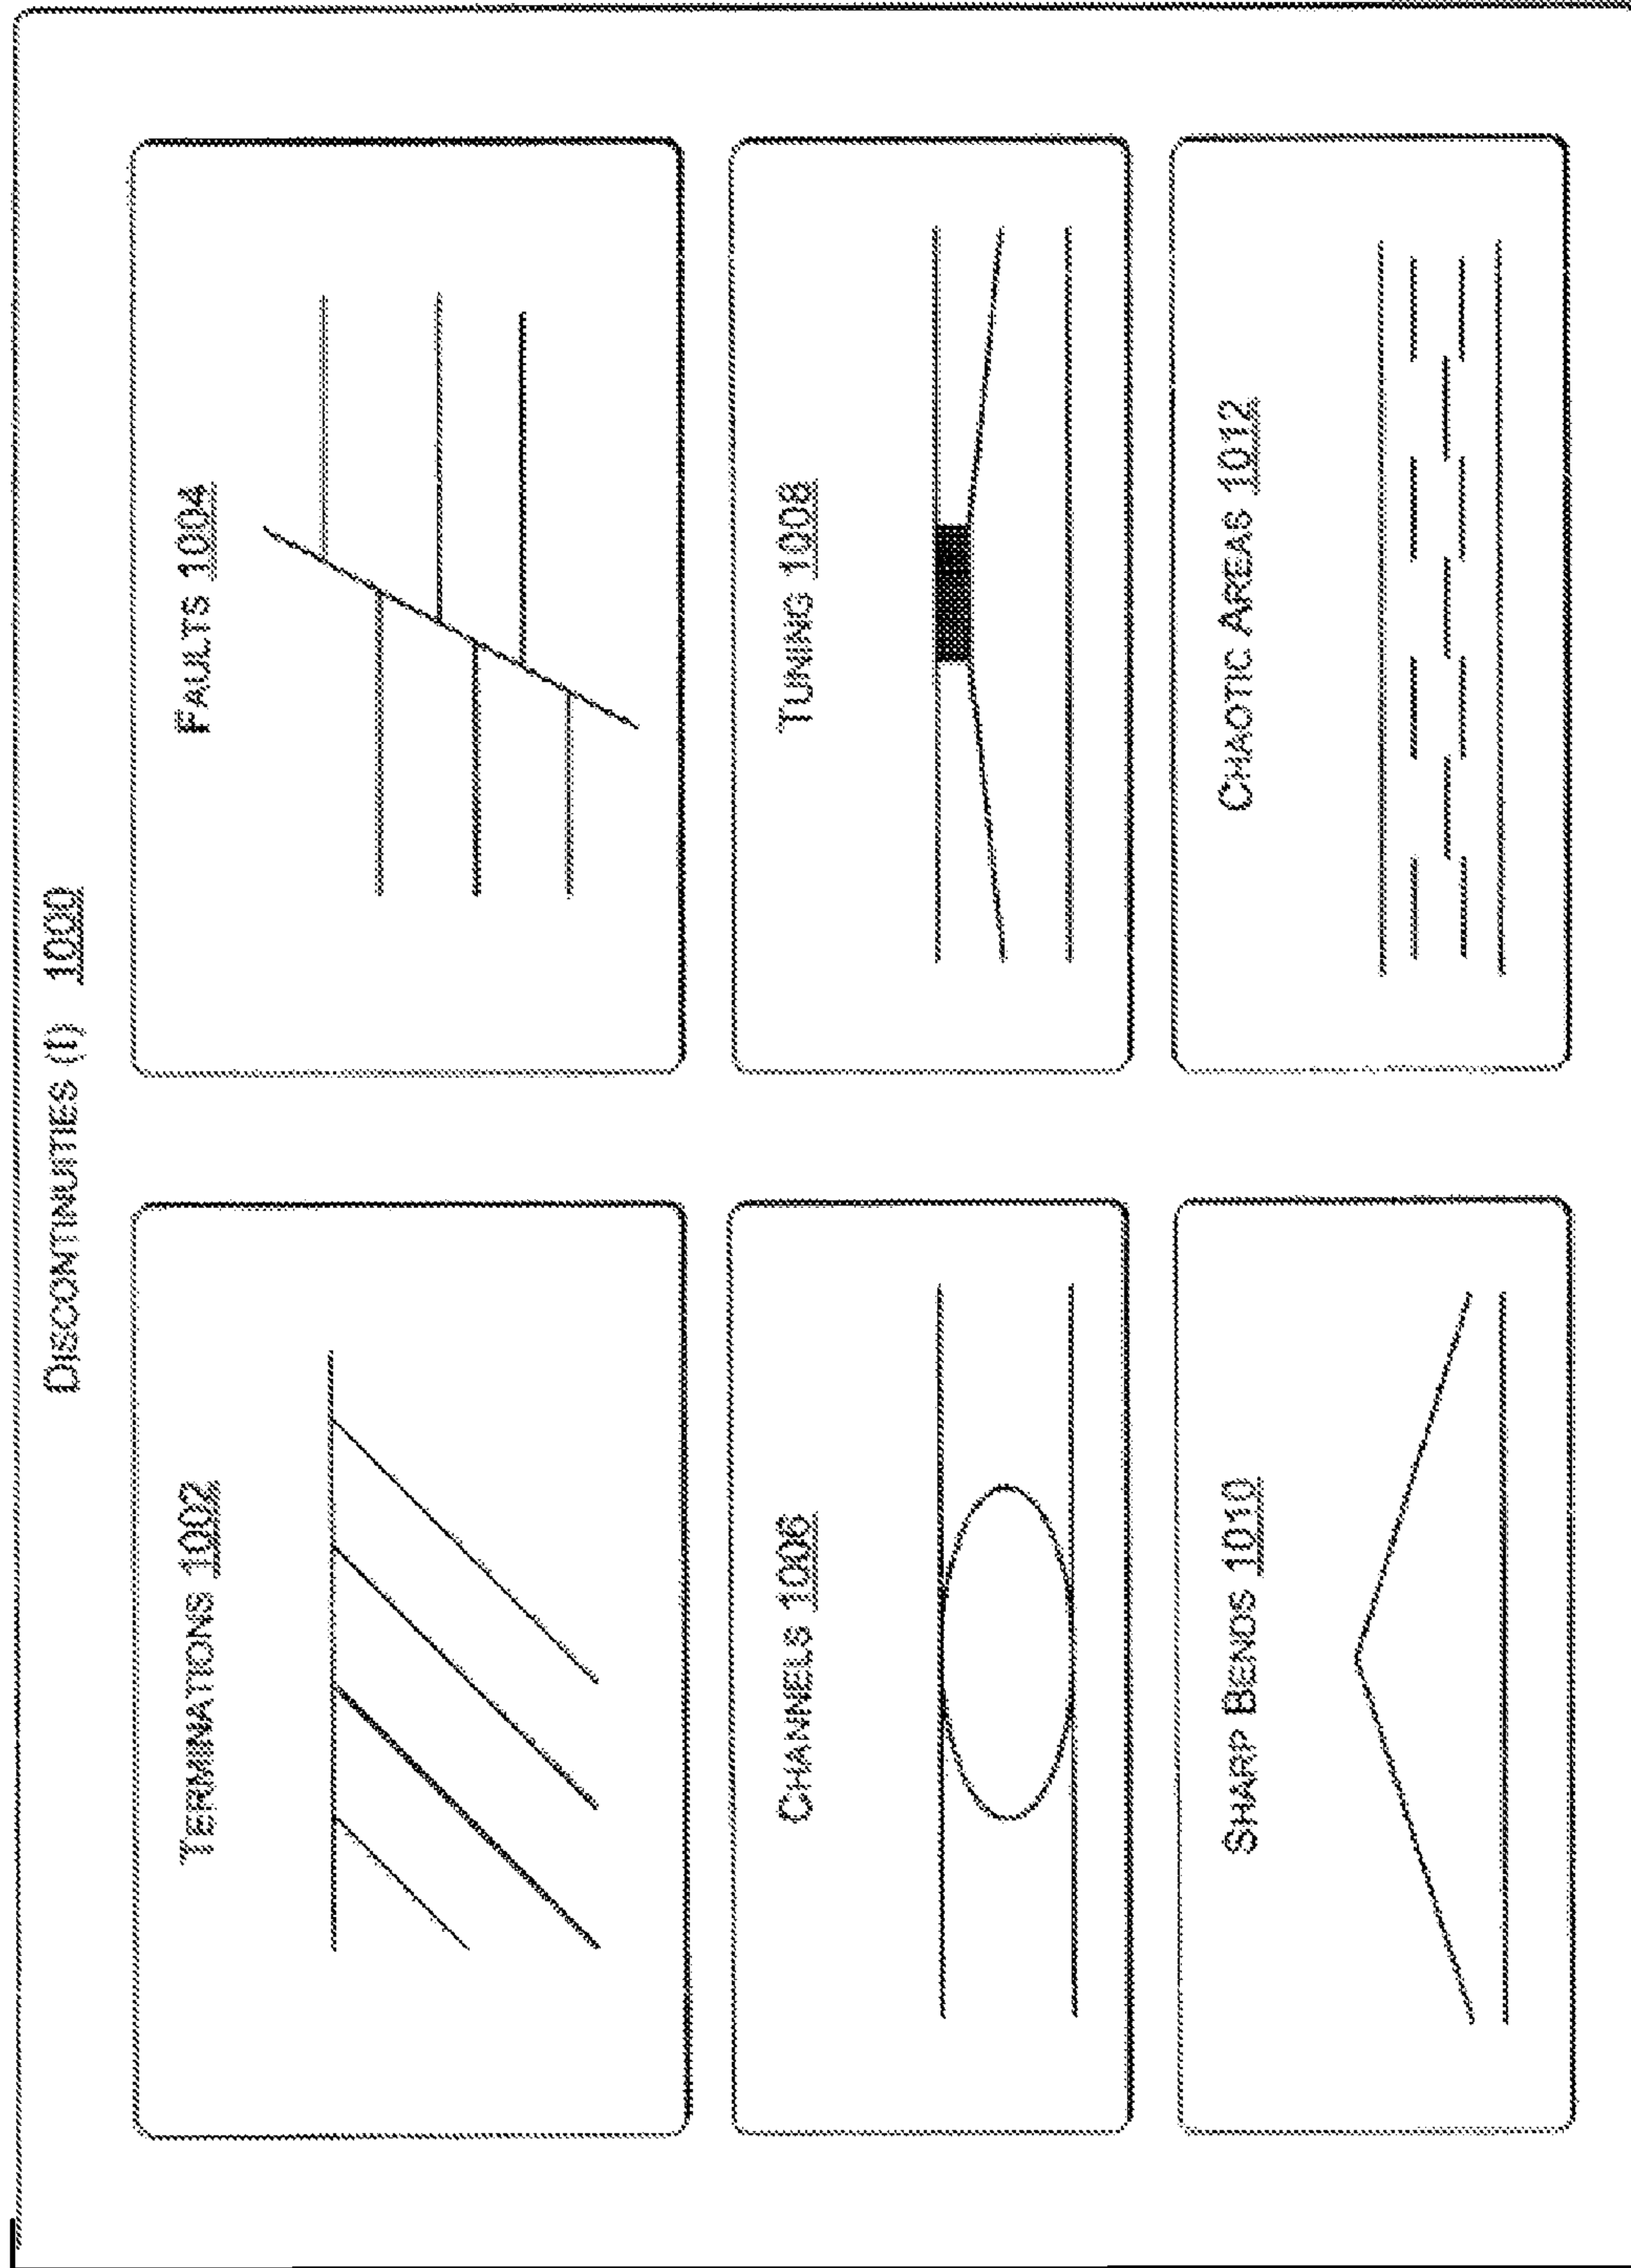 DISCONTINUITIES (I) 1000
TERMINATIONS 1002
FAULTS 1004
CHANNELS 1006
TUNING 1008
SHARP BENDS 1010
CHAOTIC AREAS 1012